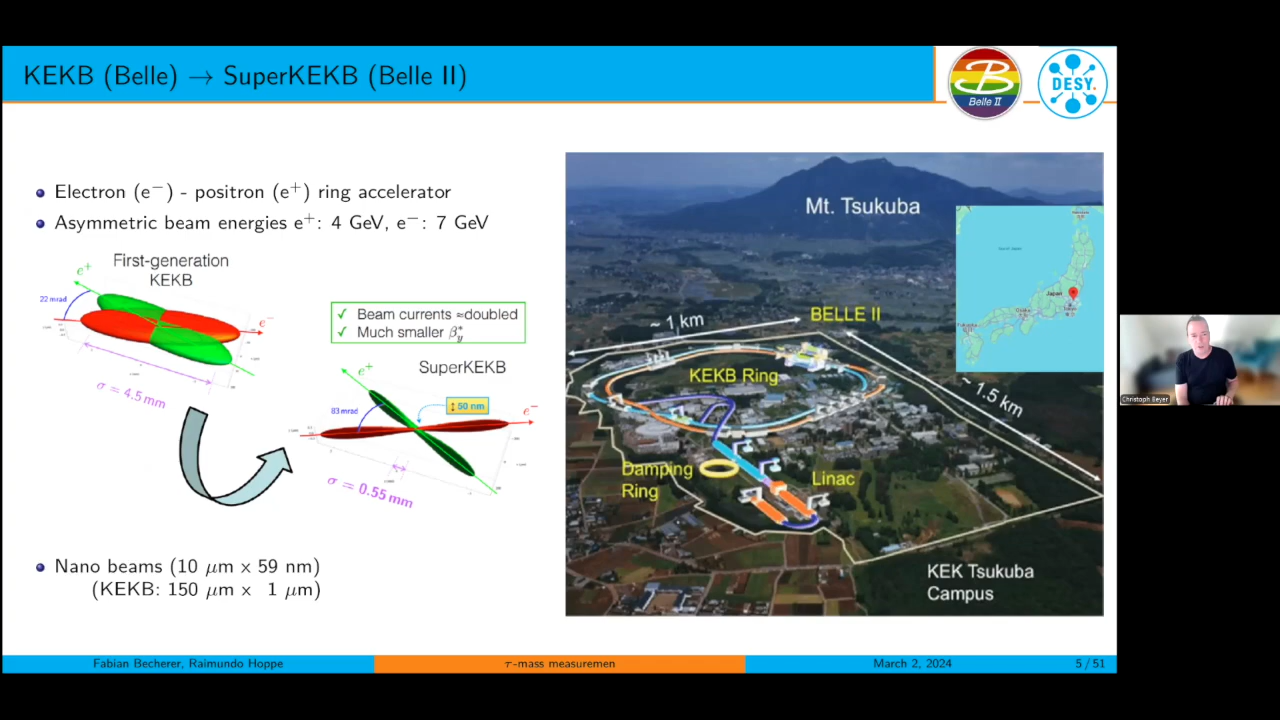 KEKB (Belle) → SuperKEKB (Belle II)
B
Belle II
DESY.
Electron (e⁻) - positron (e⁺) ring accelerator
Asymmetric beam energies e⁺: 4 GeV, e⁻: 7 GeV
First-generation
KEKB
e⁺
22 mrad
e⁻
σ = 4.5 mm
✓ Beam currents ≈doubled
✓ Much smaller β*y
SuperKEKB
e⁺
83 mrad
50 nm
e⁻
σ = 0.55 mm
Nano beams (10 μm x 59 nm)
(KEKB: 150 μm x 1 μm)
Mt. Tsukuba
Japan
~ 1 km
BELLE II
KEKB Ring
~ 1.5 km
Damping
Ring
Linac
KEK Tsukuba
Campus
Christoph Beyer
Fabian Becherer, Raimundo Hoppe
τ-mass measuremen
March 2, 2024
5 / 51